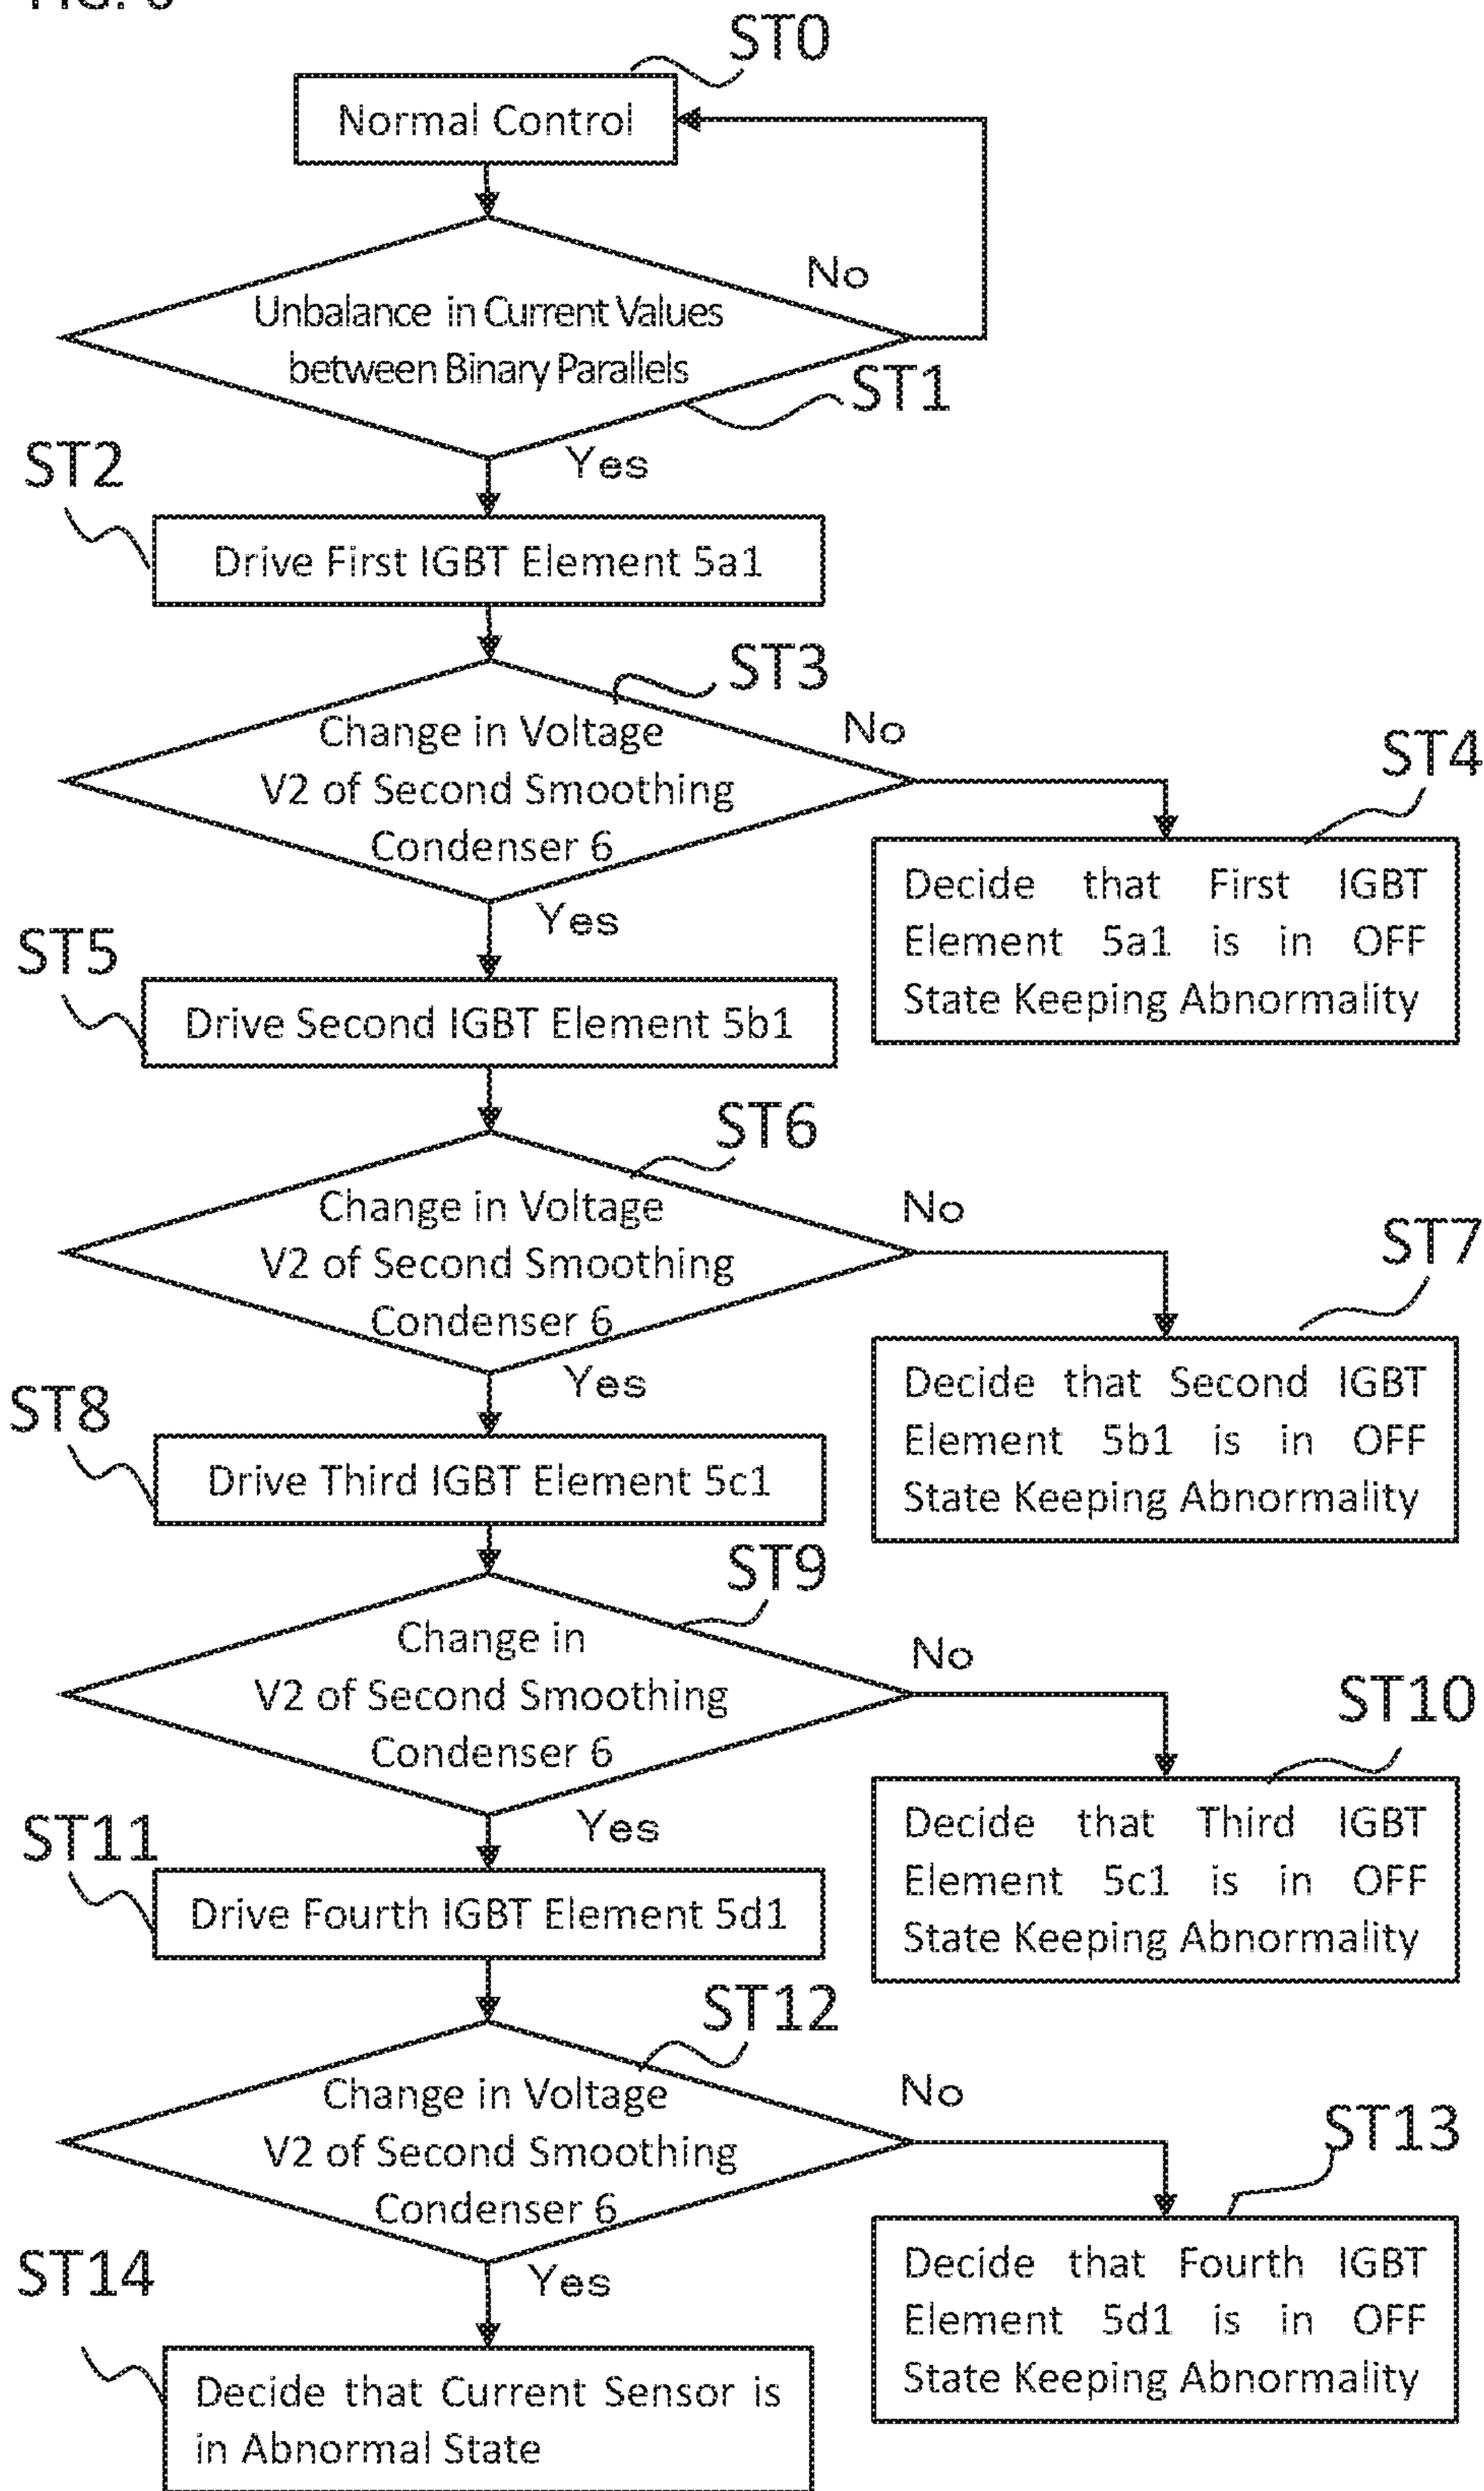 ST0
Normal Control
No
Unbalance in Current Values
between Binary Parallels
ST1
Yes
ST2
Drive First IGBT Element 5a1
ST3
Change in Voltage
V2 of Second Smoothing
Condenser 6
No
ST4
Decide that First IGBT
Element 5a1 is in OFF
State Keeping Abnormality
Yes
ST5
Drive Second IGBT Element 5b1
ST6
Change in Voltage
V2 of Second Smoothing
Condenser 6
No
ST7
Decide that Second IGBT
Element 5b1 is in OFF
State Keeping Abnormality
Yes
ST8
Drive Third IGBT Element 5c1
ST9
Change in
V2 of Second Smoothing
Condenser 6
No
ST10
Decide that Third IGBT
Element 5c1 is in OFF
State Keeping Abnormality
Yes
ST11
Drive Fourth IGBT Element 5d1
ST12
Change in Voltage
V2 of Second Smoothing
Condenser 6
No
ST13
Decide that Fourth IGBT
Element 5d1 is in OFF
State Keeping Abnormality
Yes
ST14
Decide that Current Sensor is
in Abnormal State